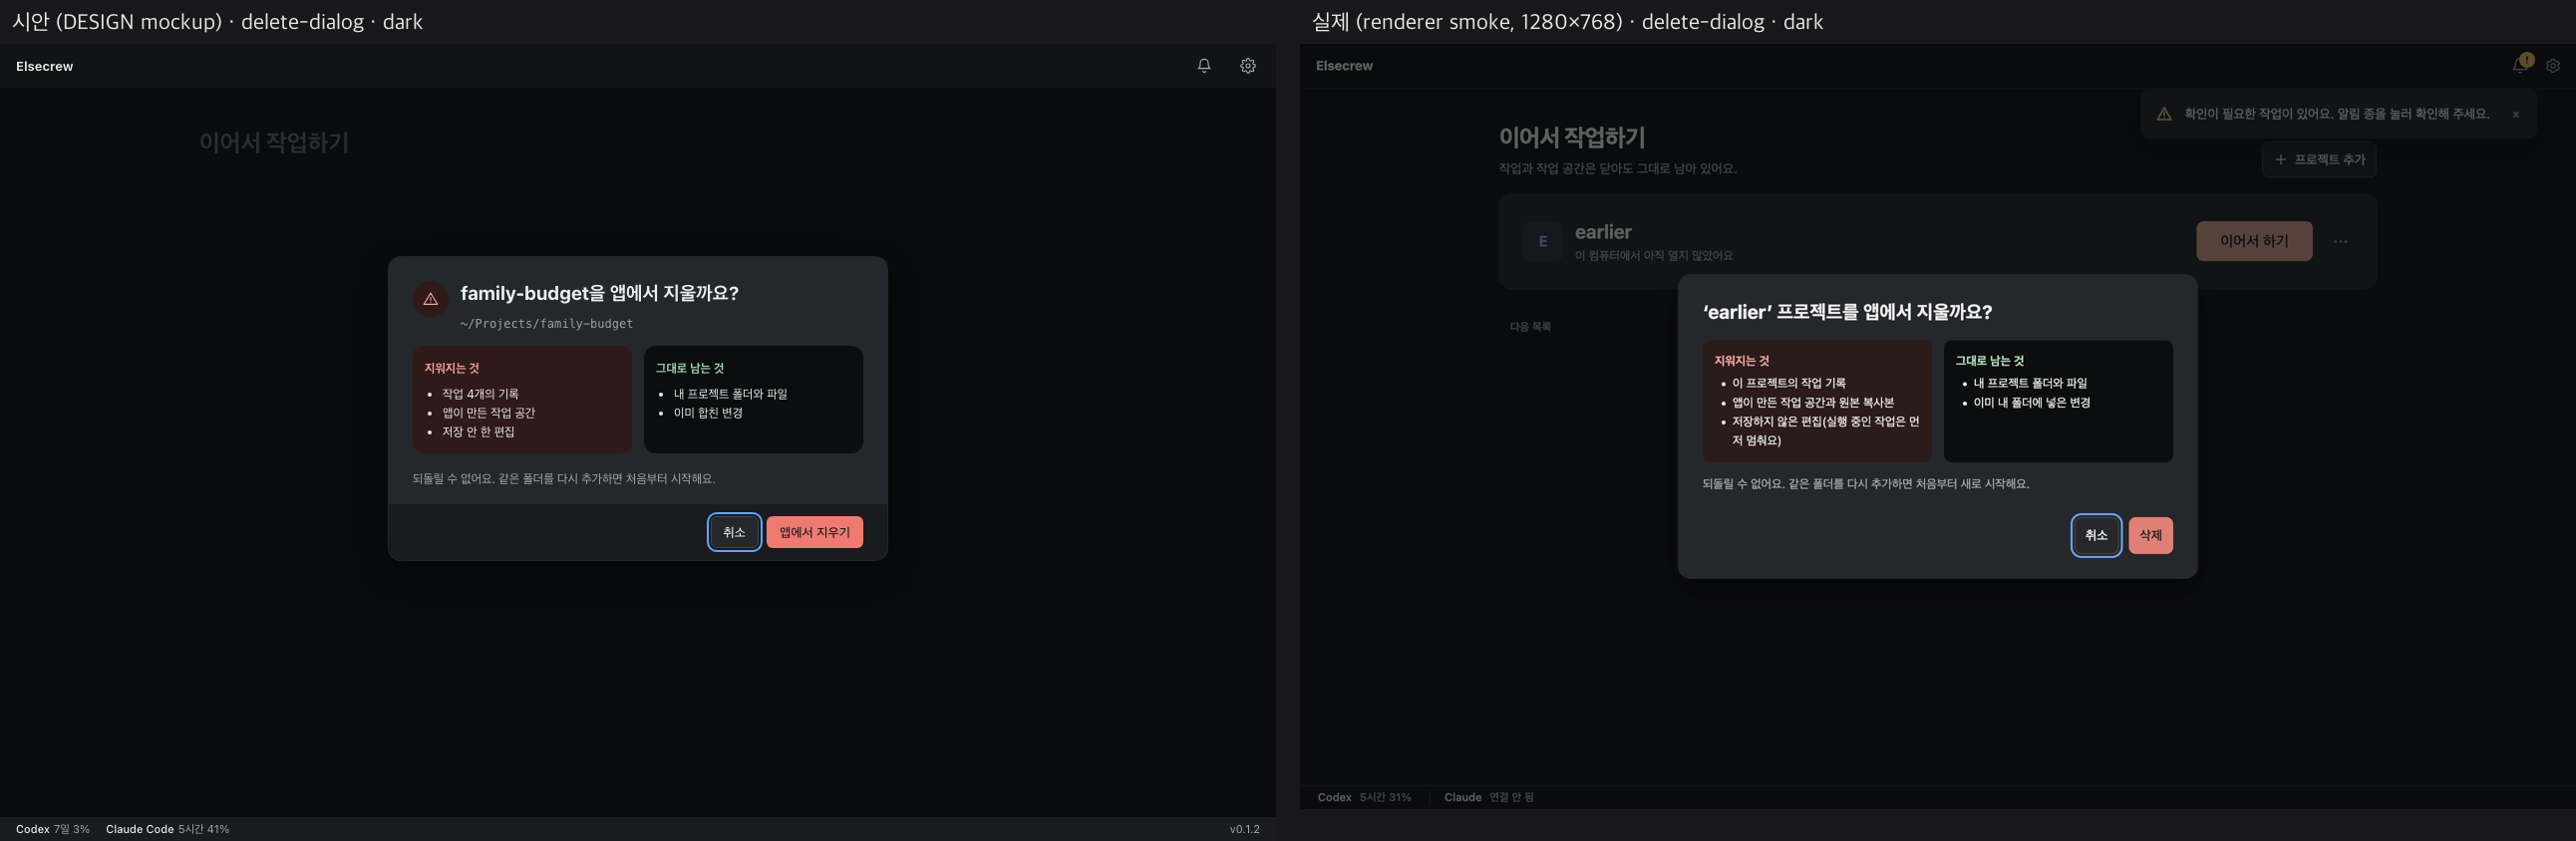 시안 (DESIGN mockup) · delete-dialog · dark
Elsecrew
이어서 작업하기
family-budget을 앱에서 지울까요?
~/Projects/family-budget
지워지는 것
작업 4개의 기록
앱이 만든 작업 공간
저장 안 한 편집
그대로 남는 것
내 프로젝트 폴더와 파일
이미 합친 변경
되돌릴 수 없어요. 같은 폴더를 다시 추가하면 처음부터 시작해요.
취소
앱에서 지우기
Codex 7일 3% Claude Code 5시간 41%
v0.1.2
실제 (renderer smoke, 1280×768) · delete-dialog · dark
Elsecrew
!
확인이 필요한 작업이 있어요. 알림 종을 눌러 확인해 주세요. ×
이어서 작업하기
작업과 작업 공간은 닫아도 그대로 남아 있어요.
+ 프로젝트 추가
E
earlier
이 컴퓨터에서 아직 열지 않았어요
이어서 하기
···
다음 목록
‘earlier’ 프로젝트를 앱에서 지울까요?
지워지는 것
이 프로젝트의 작업 기록
앱이 만든 작업 공간과 원본 복사본
저장하지 않은 편집(실행 중인 작업은 먼
저 멈춰요)
그대로 남는 것
내 프로젝트 폴더와 파일
이미 내 폴더에 넣은 변경
되돌릴 수 없어요. 같은 폴더를 다시 추가하면 처음부터 새로 시작해요.
취소
삭제
Codex 5시간 31% Claude 연결 안 됨